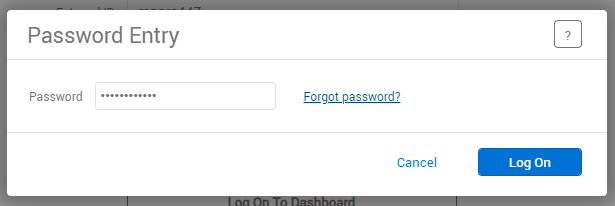 Password Entry
?
Password ••••••••••••
Forgot password?
Cancel
Log On
Log On To Dashboard